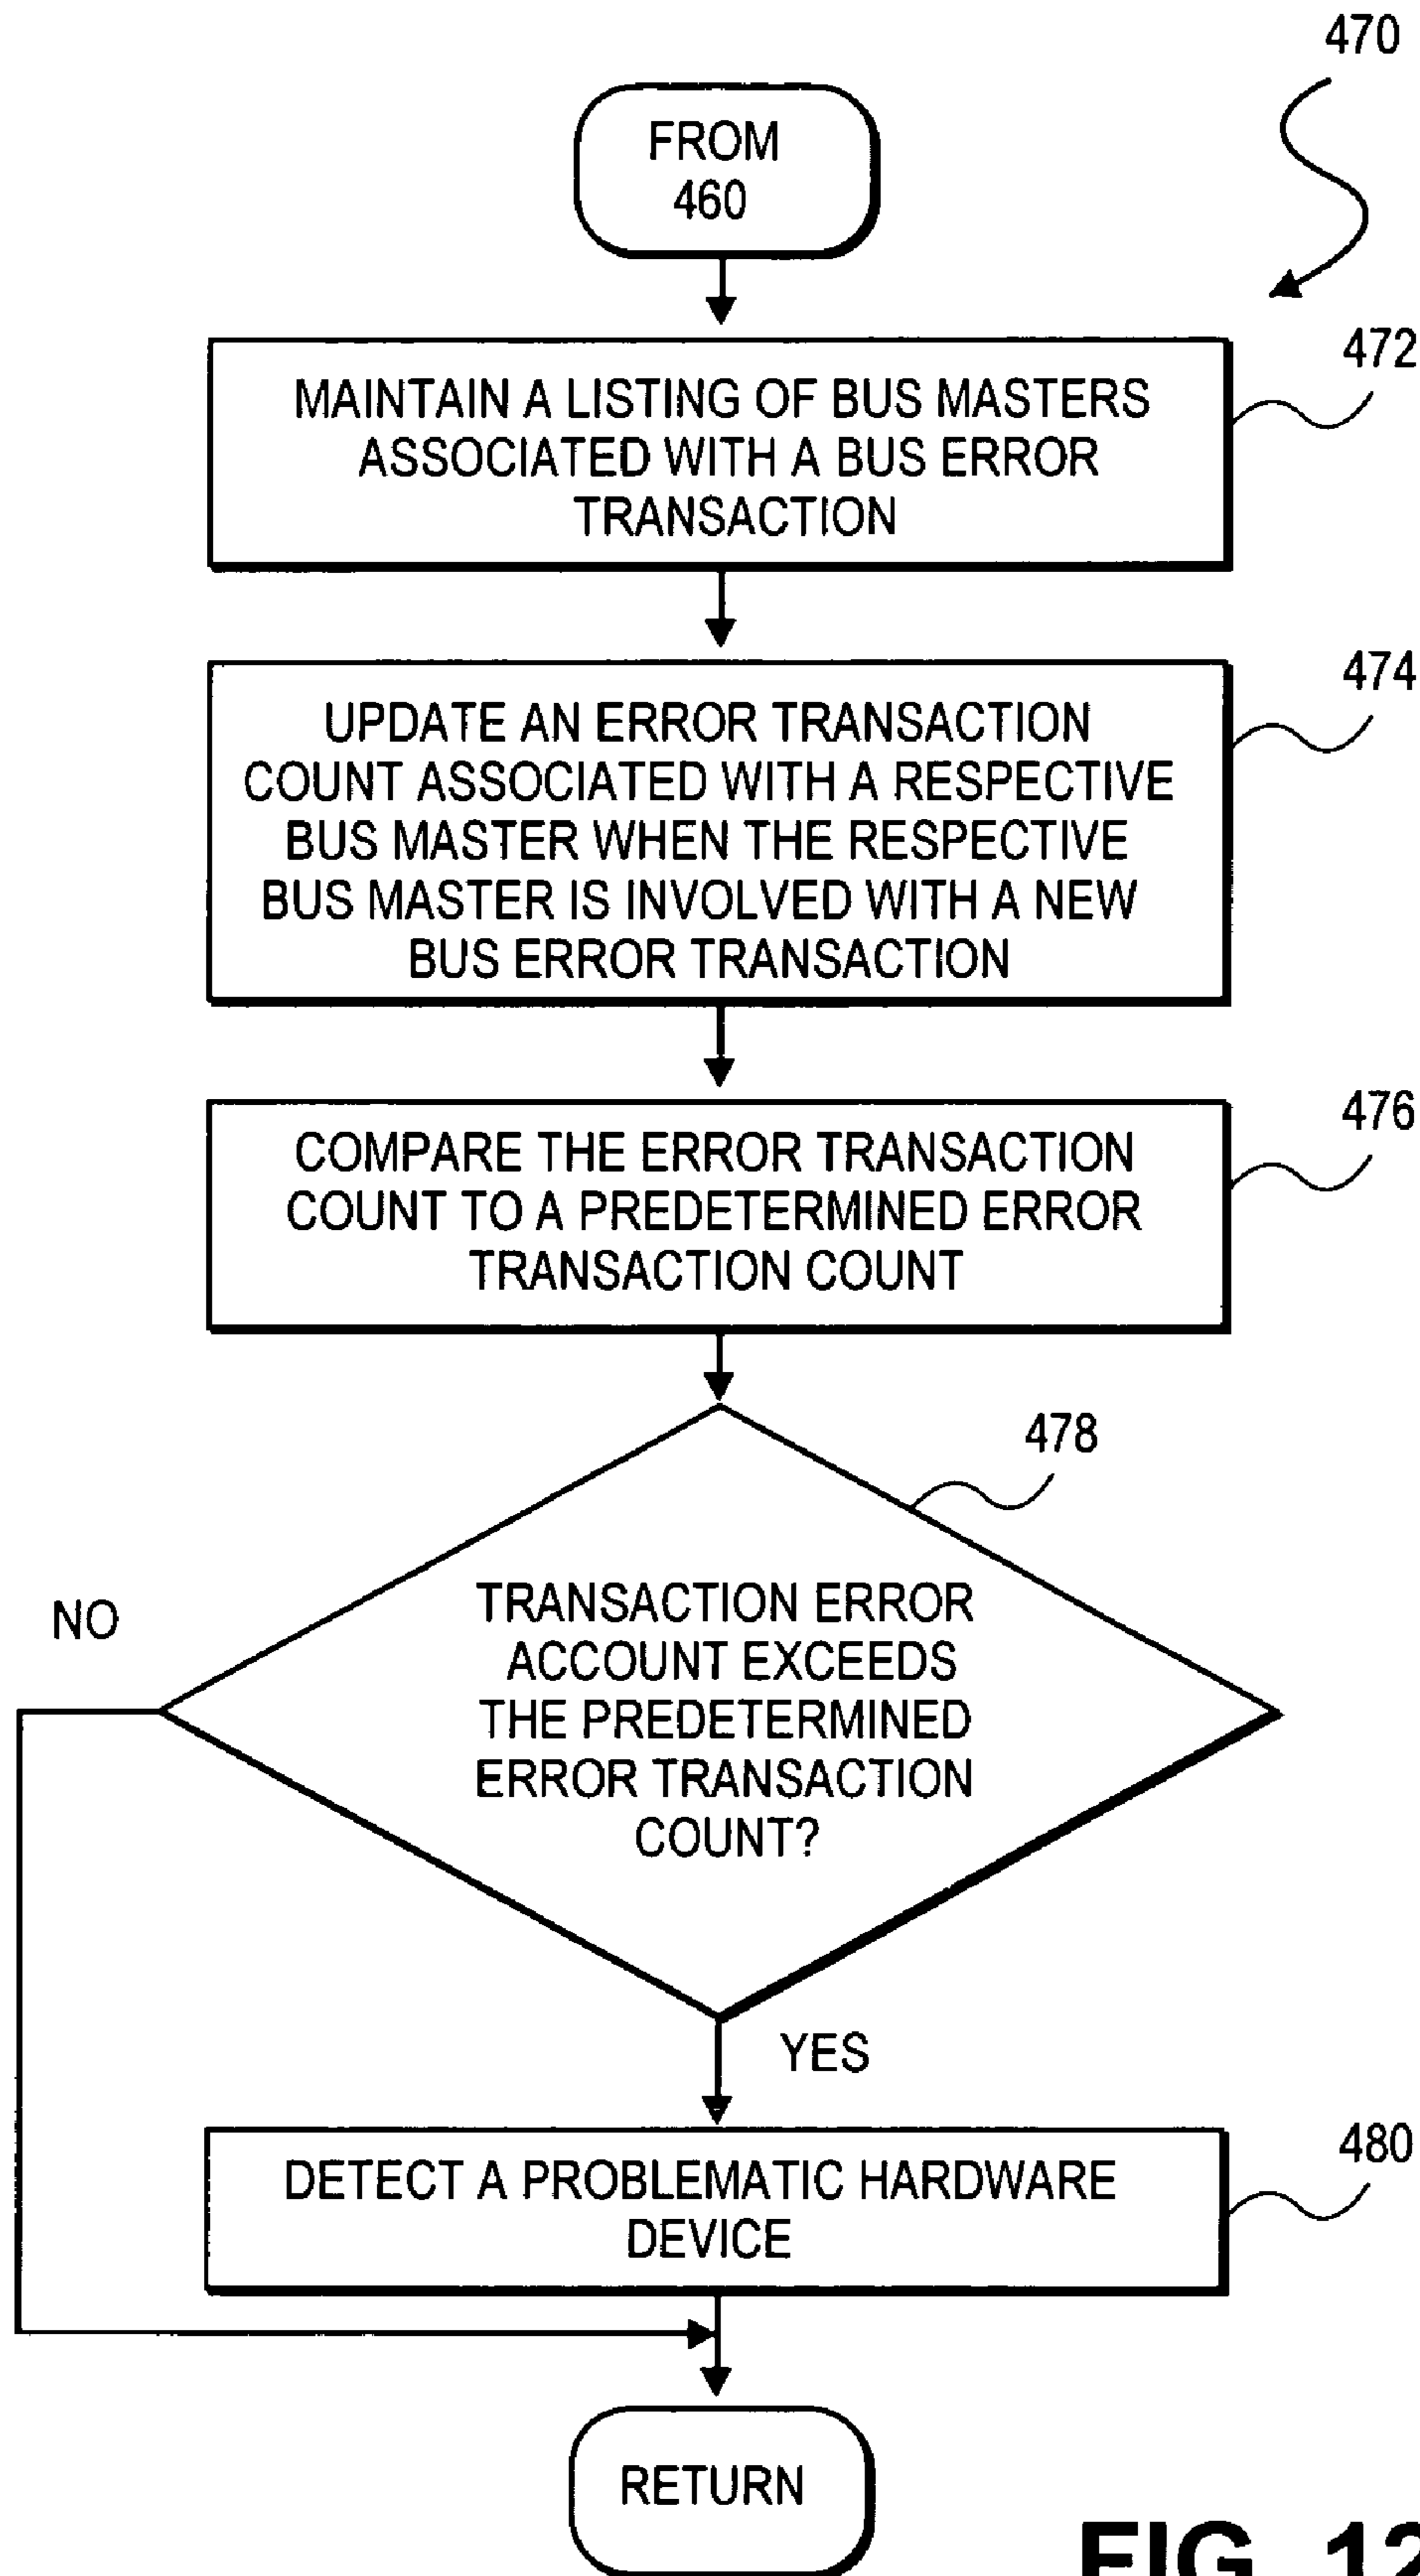 470
FROM
460
472
MAINTAIN A LISTING OF BUS MASTERS
ASSOCIATED WITH A BUS ERROR
TRANSACTION
474
UPDATE AN ERROR TRANSACTION
COUNT ASSOCIATED WITH A RESPECTIVE
BUS MASTER WHEN THE RESPECTIVE
BUS MASTER IS INVOLVED WITH A NEW
BUS ERROR TRANSACTION
476
COMPARE THE ERROR TRANSACTION
COUNT TO A PREDETERMINED ERROR
TRANSACTION COUNT
478
NO
TRANSACTION ERROR
ACCOUNT EXCEEDS
THE PREDETERMINED
ERROR TRANSACTION
COUNT?
YES
480
DETECT A PROBLEMATIC HARDWARE
DEVICE
RETURN
FIG. 12